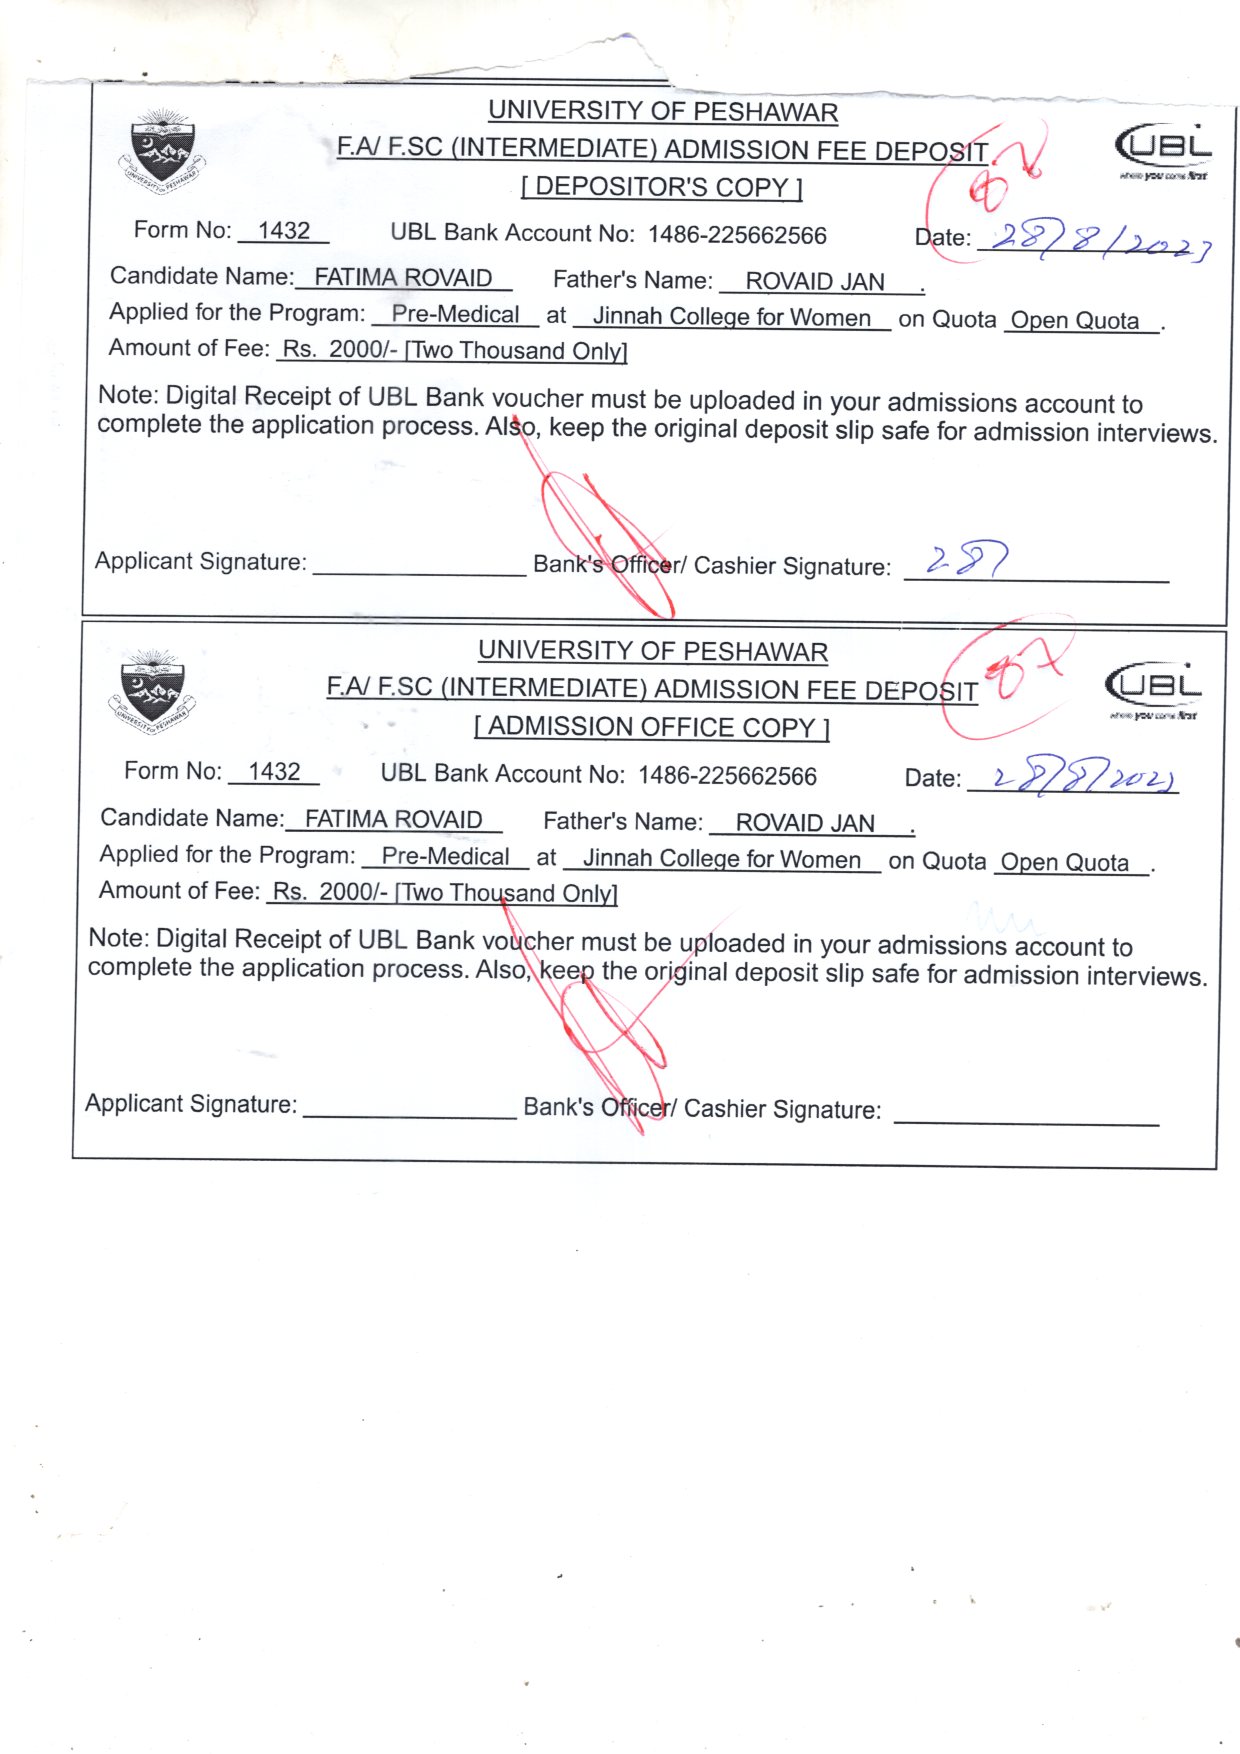 UNIVERSITY OF PESHAWAR
F.A/ F.SC (INTERMEDIATE) ADMISSION FEE DEPOSIT
[ DEPOSITOR'S COPY ]
UBL
where you come first
UNIVERSITY OF PESHAWAR
Form No: 1432 UBL Bank Account No: 1486-225662566 Date: 28/8/2023
Candidate Name: FATIMA ROVAID Father's Name: ROVAID JAN .
Applied for the Program: Pre-Medical at Jinnah College for Women on Quota Open Quota .
Amount of Fee: Rs. 2000/- [Two Thousand Only]
Note: Digital Receipt of UBL Bank voucher must be uploaded in your admissions account to
complete the application process. Also, keep the original deposit slip safe for admission interviews.
Applicant Signature: Bank's Officer/ Cashier Signature:
UNIVERSITY OF PESHAWAR
F.A/ F.SC (INTERMEDIATE) ADMISSION FEE DEPOSIT
87
[ ADMISSION OFFICE COPY ]
UBL
where you come first
UNIVERSITY OF PESHAWAR
Form No: 1432 UBL Bank Account No: 1486-225662566 Date: 28/8/2023
Candidate Name: FATIMA ROVAID Father's Name: ROVAID JAN .
Applied for the Program: Pre-Medical at Jinnah College for Women on Quota Open Quota .
Amount of Fee: Rs. 2000/- [Two Thousand Only]
Note: Digital Receipt of UBL Bank voucher must be uploaded in your admissions account to
complete the application process. Also, keep the original deposit slip safe for admission interviews.
Applicant Signature: Bank's Officer/ Cashier Signature: